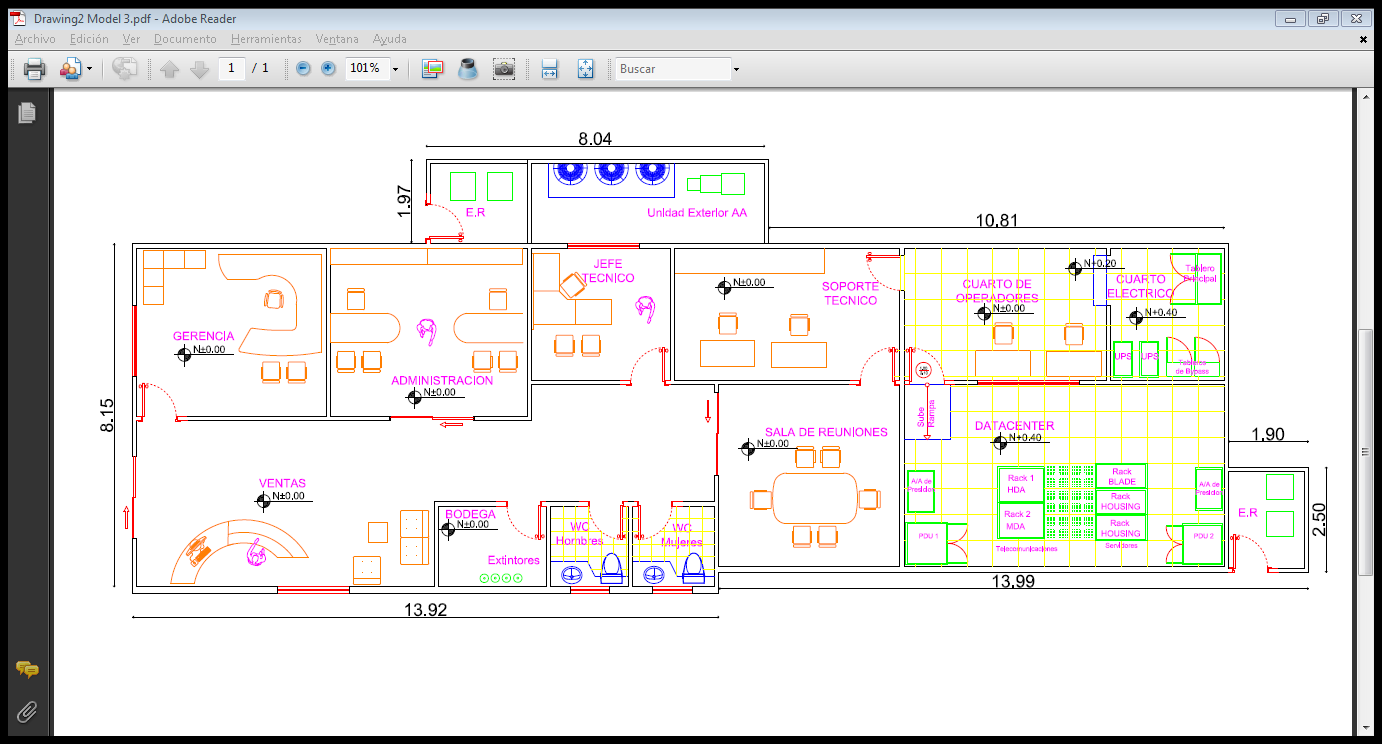 Drawing2 Model 3.pdf - Adobe Reader
Archivo Edición Ver Documento Herramientas Ventana Ayuda
1 / 1 101% Buscar
8.04
1.97
E.R
Unidad Exterior AA
10,81
8.15
GERENCIA
N±0.00
ADMINISTRACION
N±0.00
JEFE
TECNICO
N±0.00
SOPORTE
TECNICO
CUARTO DE
OPERADORES
N±0.00
N+0.20
CUARTO
ELECTRICO
N+0.40
Tablero
Principal
UPS UPS
Tableros
de Bypass
VENTAS
N±0.00
BODEGA
N±0.00
Extintores
WC
Hombres
WC
Mujeres
SALA DE REUNIONES
N±0.00
Sube
Rampa
DATACENTER
N+0.40
A/A de
Presicion
Rack 1
HDA
Rack 2
MDA
Rack
BLADE
Rack
HOUSING
Rack
HOUSING
A/A de
Presicion
PDU 1
Telecomunicaciones
Servidores
PDU 2
1,90
E.R
2.50
13.92
13,99